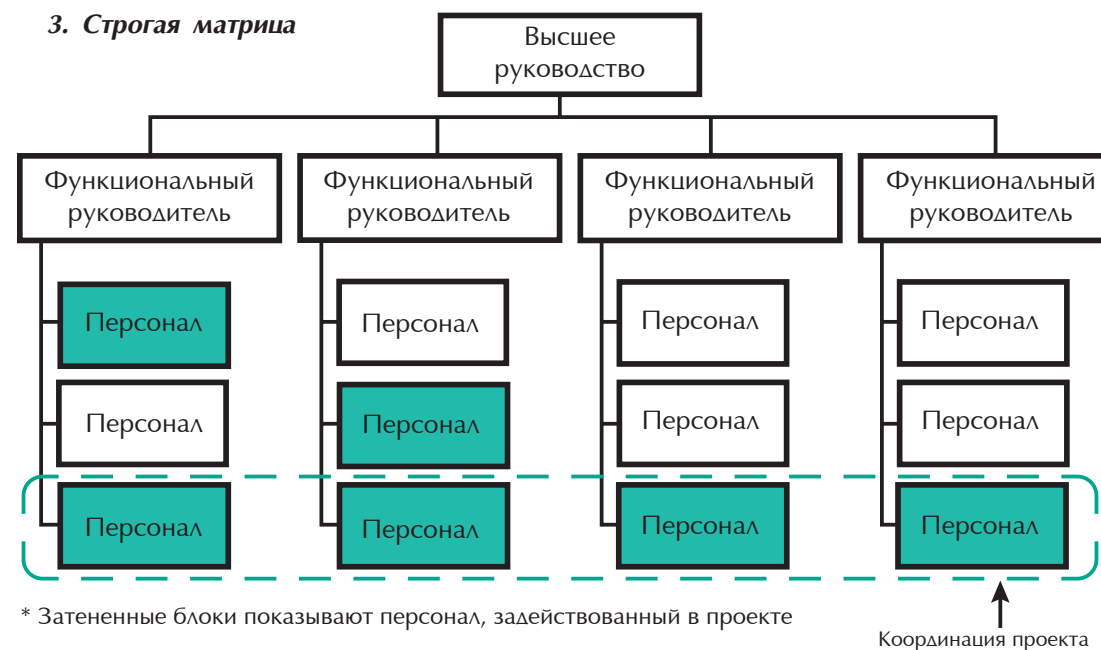 3. Строгая матрица
Высшее
руководство
Функциональный
руководитель
Функциональный
руководитель
Функциональный
руководитель
Функциональный
руководитель
Персонал
Персонал
Персонал
Персонал
Персонал
Персонал
Персонал
Персонал
Персонал
Персонал
Персонал
Персонал
* Затененные блоки показывают персонал, задействованный в проекте
Координация проекта